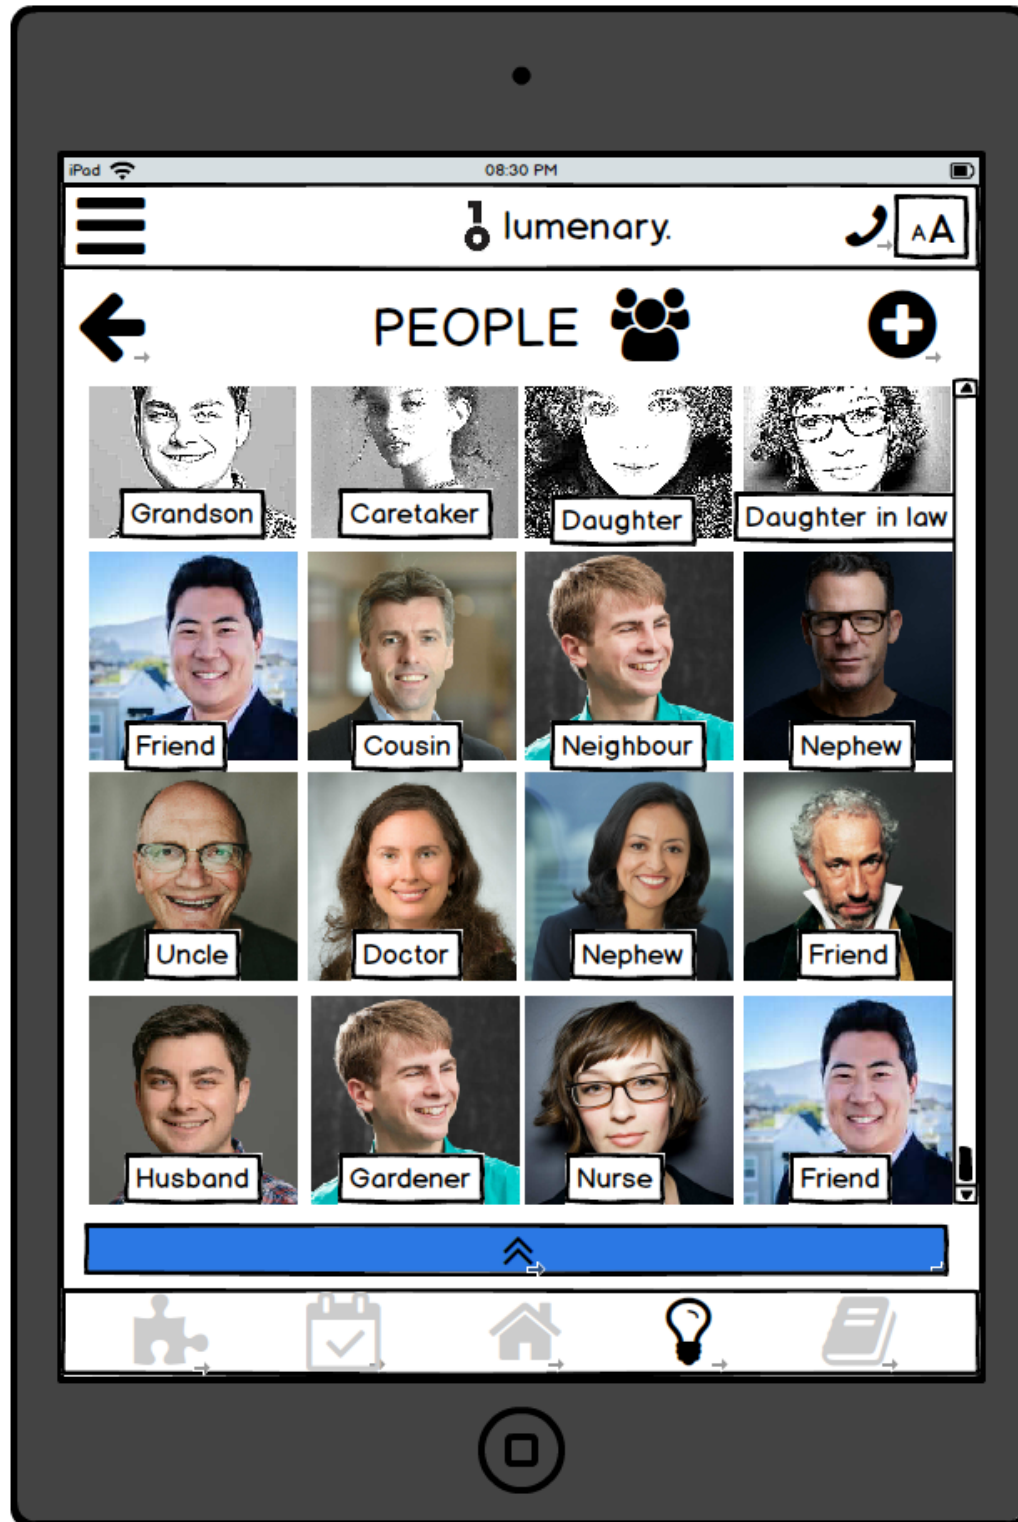 iPad 08:30 PM
lumenary.
AA
PEOPLE
Grandson Caretaker Daughter Daughter in law
Friend Cousin Neighbour Nephew
Uncle Doctor Nephew Friend
Husband Gardener Nurse Friend